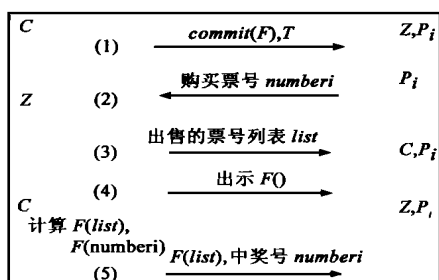 C commit(F),T Z,Pi
(1)
购买票号 numberi Pi
Z (2)
出售的票号列表 list
(3) C,Pi
出示 F()
(4)
C Z,Pi
计算 F(list),
F(numberi) F(list),中奖号 numberi
(5)